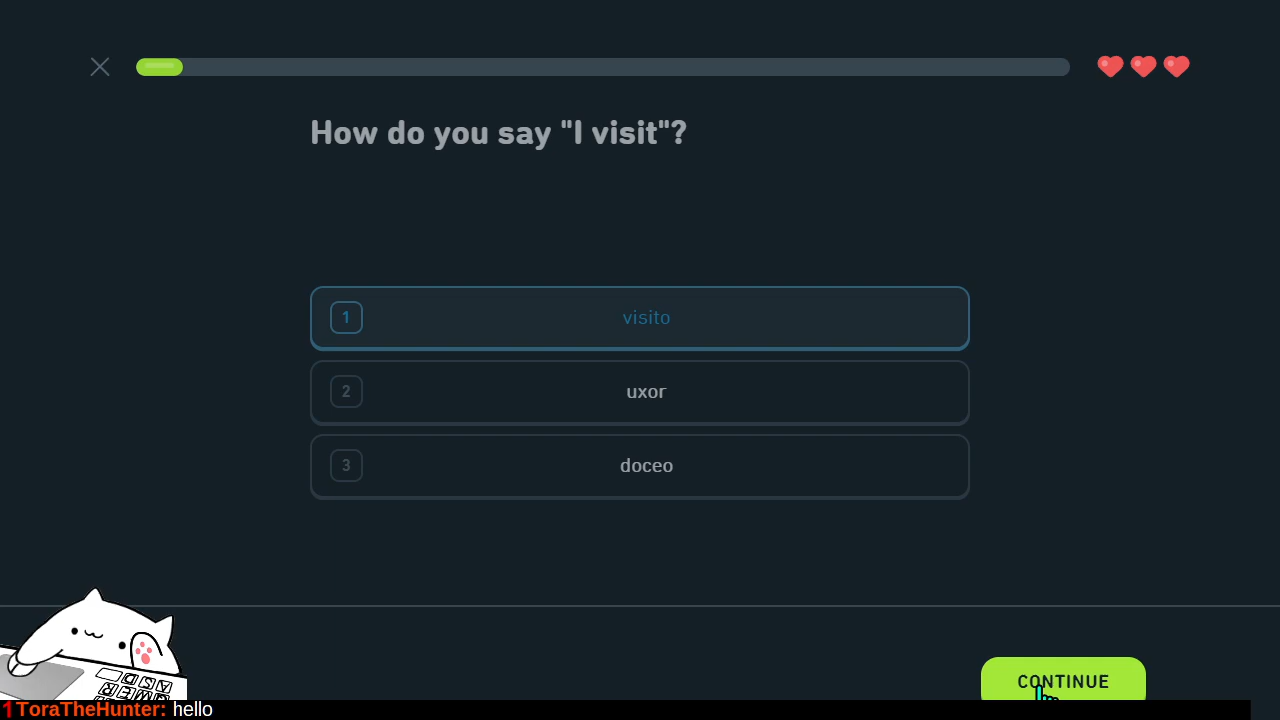 How do you say "I visit"?
1 visito
2 uxor
3 doceo
CONTINUE
1 ToraTheHunter: hello